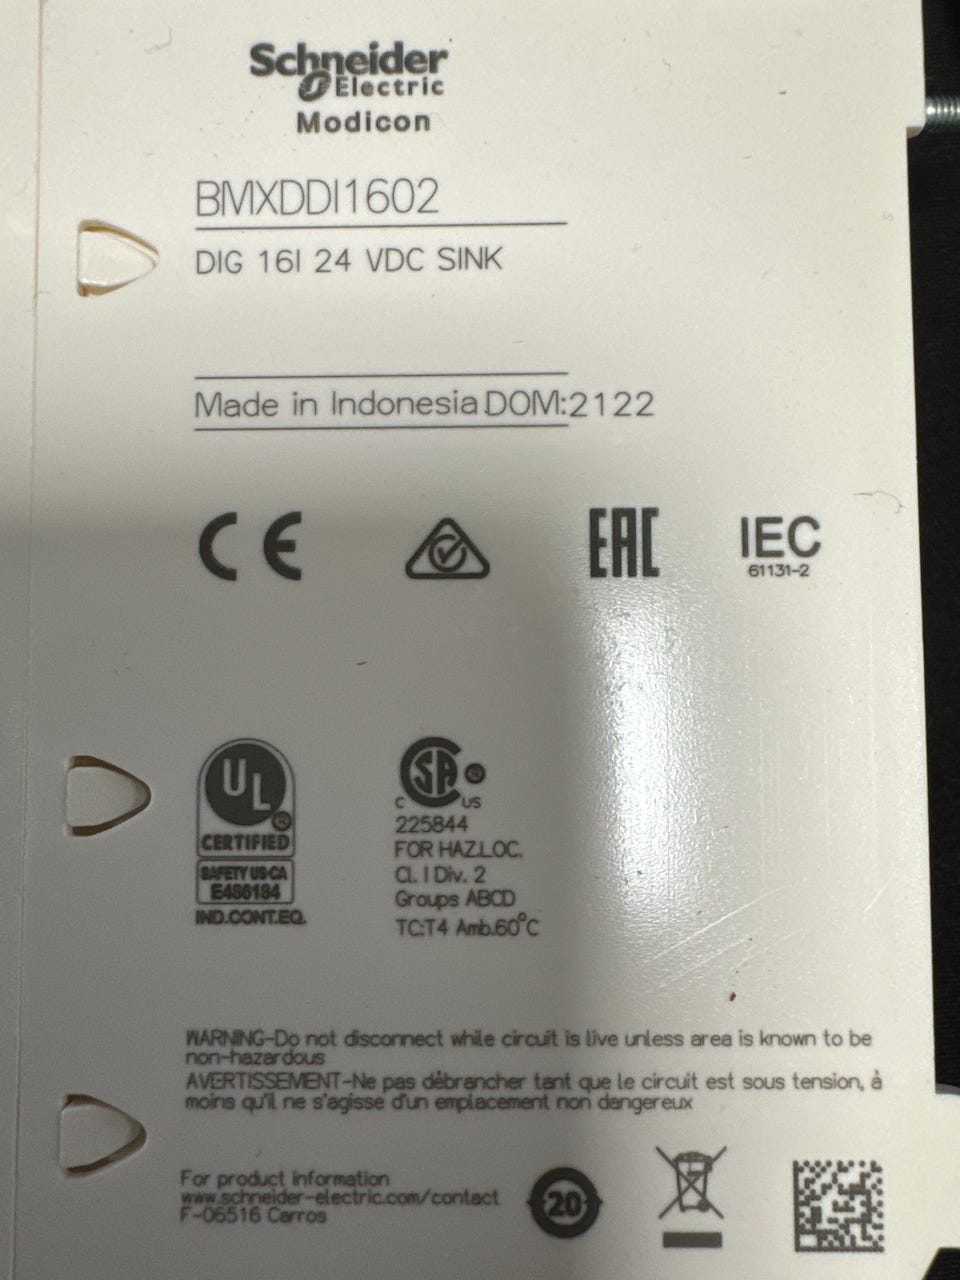 Schneider
Electric
Modicon
BMXDDI1602
DIG 16I 24 VDC SINK
Made in Indonesia DOM:2122
CE
EAC
IEC
61131-2
UL ®
CERTIFIED
SAFETY US-CA
E486184
IND.CONT.EQ.
C SA ® US
225844
FOR HAZ.LOC.
CL. I Div. 2
Groups ABCD
TC:T4 Amb.60°C
WARNING-Do not disconnect while circuit is live unless area is known to be
non-hazardous
AVERTISSEMENT-Ne pas débrancher tant que le circuit est sous tension, à
moins qu'il ne s'agisse d'un emplacement non dangereux
For product information
www.schneider-electric.com/contact
F-06516 Carros
20